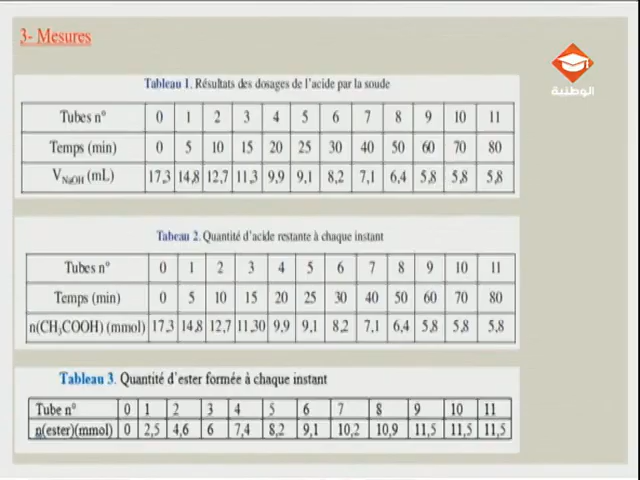 3- Mesures
الوطنية
Tableau 1. Résultats des dosages de l'acide par la soude
Tubes n° 0 1 2 3 4 5 6 7 8 9 10 11
Temps (min) 0 5 10 15 20 25 30 40 50 60 70 80
V NaOH (mL) 17,3 14,8 12,7 11,3 9,9 9,1 8,2 7,1 6,4 5,8 5,8 5,8
Tabeau 2. Quantité d'acide restante à chaque instant
Tubes n° 0 1 2 3 4 5 6 7 8 9 10 11
Temps (min) 0 5 10 15 20 25 30 40 50 60 70 80
n(CH₃COOH) (mmol) 17,3 14,8 12,7 11,30 9,9 9,1 8,2 7,1 6,4 5,8 5,8 5,8
Tableau 3. Quantité d'ester formée à chaque instant
Tube n° 0 1 2 3 4 5 6 7 8 9 10 11
n(ester)(mmol) 0 2,5 4,6 6 7,4 8,2 9,1 10,2 10,9 11,5 11,5 11,5